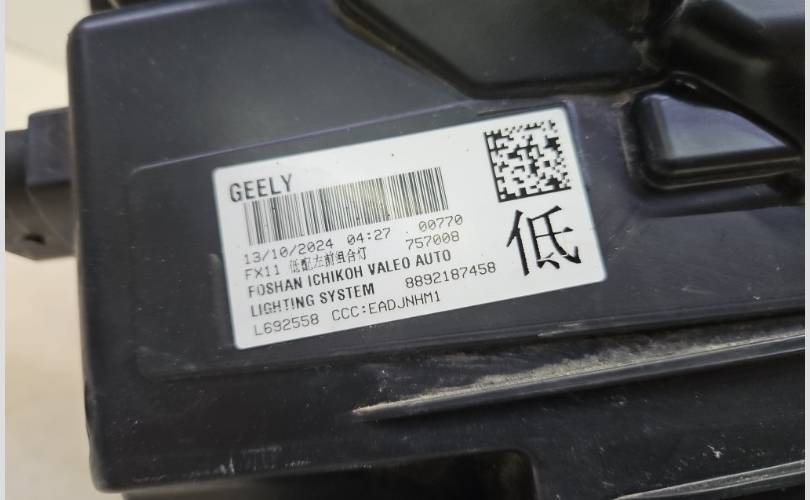 GEELY
13/10/2024 04:27 00770
FX11 低配左前组合灯 757008
FOSHAN ICHIKOH VALEO AUTO
LIGHTING SYSTEM 8892187458
L692558 CCC:EADJNHM1
低